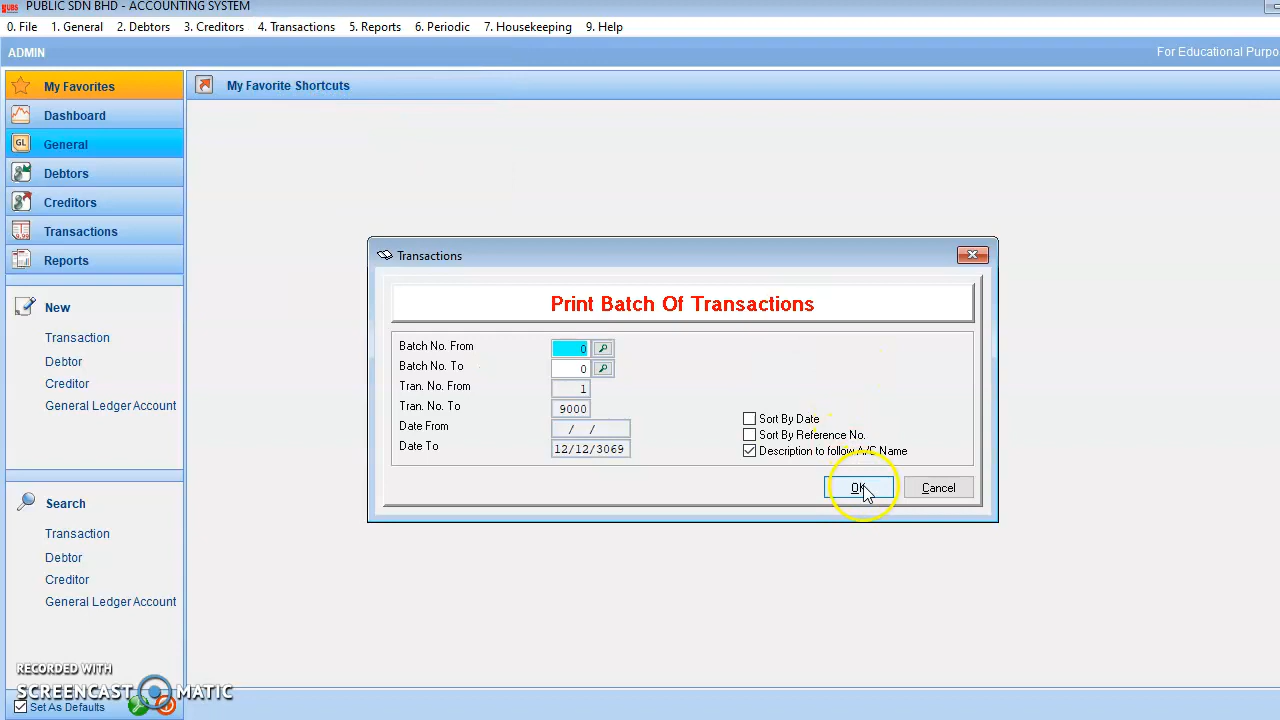 UBS PUBLIC SDN BHD - ACCOUNTING SYSTEM
0. File 1. General 2. Debtors 3. Creditors 4. Transactions 5. Reports 6. Periodic 7. Housekeeping 9. Help
ADMIN For Educational Purpo
My Favorites
My Favorite Shortcuts
Dashboard
GL General
Debtors
Creditors
Transactions
Reports
New
Transaction
Debtor
Creditor
General Ledger Account
Search
Transaction
Debtor
Creditor
General Ledger Account
Set As Defaults
Transactions
Print Batch Of Transactions
Batch No. From 0
Batch No. To 0
Tran. No. From 1
Tran. No. To 9000
Date From / /
Date To 12/12/3069
Sort By Date
Sort By Reference No.
Description to follow A/C Name
OK Cancel
RECORDED WITH
SCREENCAST MATIC